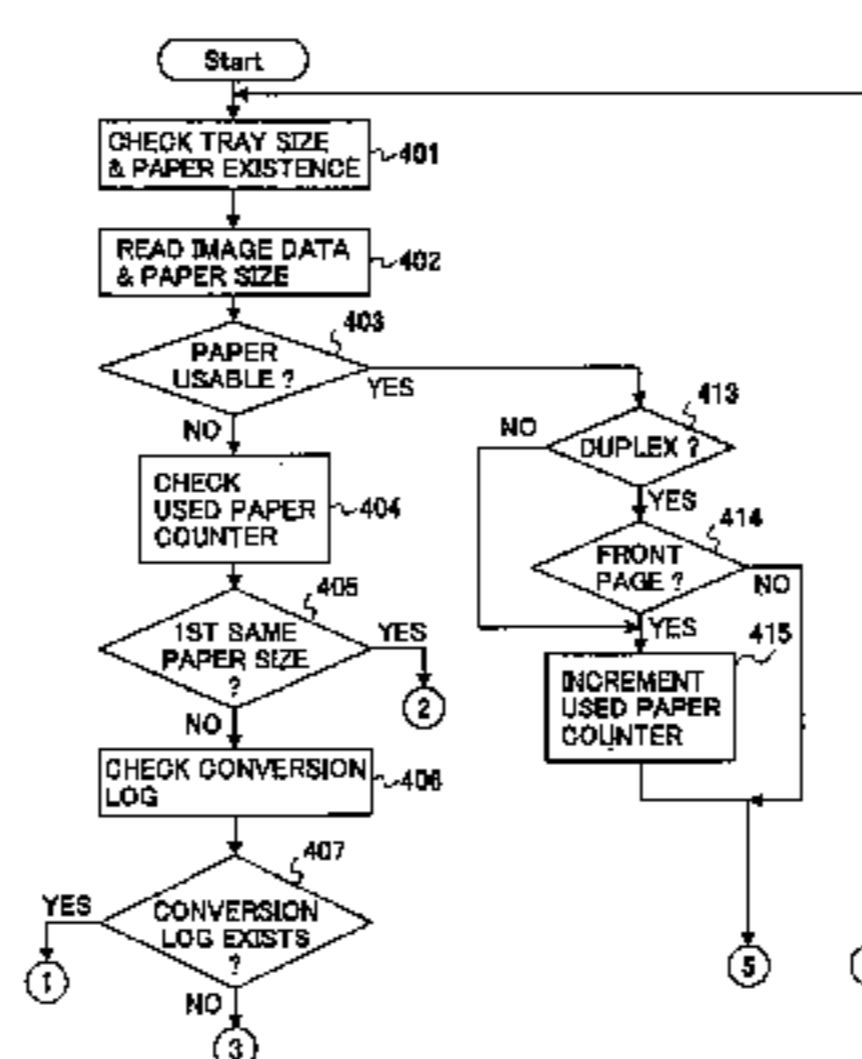 Start
CHECK TRAY SIZE
& PAPER EXISTENCE
401
READ IMAGE DATA
& PAPER SIZE
402
403
PAPER
USABLE ?
YES
NO
CHECK
USED PAPER
COUNTER
404
405
1ST SAME
PAPER SIZE
?
YES
2
NO
CHECK CONVERSION
LOG
406
407
CONVERSION
LOG EXISTS
?
YES
1
NO
3
413
DUPLEX ?
NO
YES
414
FRONT
PAGE ?
NO
YES
415
INCREMENT
USED PAPER
COUNTER
5